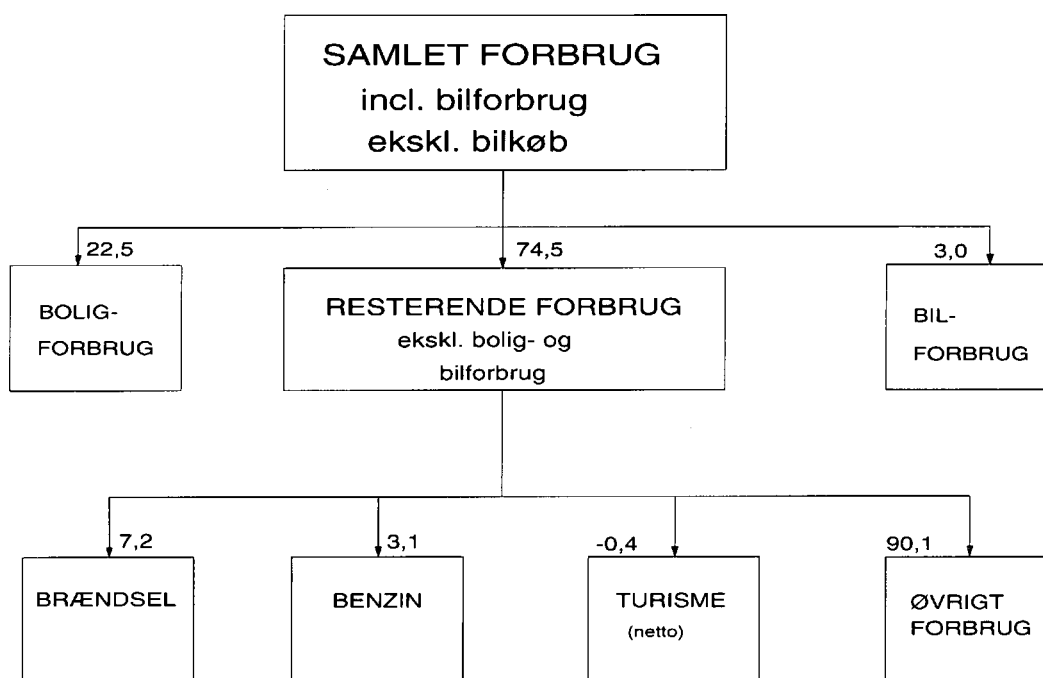 SAMLET FORBRUG
incl. bilforbrug
ekskl. bilkøb
22,5
74,5
3,0
BOLIG-
FORBRUG
RESTERENDE FORBRUG
ekskl. bolig- og
bilforbrug
BIL-
FORBRUG
7,2
3,1
-0,4
90,1
BRÆNDSEL
BENZIN
TURISME
(netto)
ØVRIGT
FORBRUG